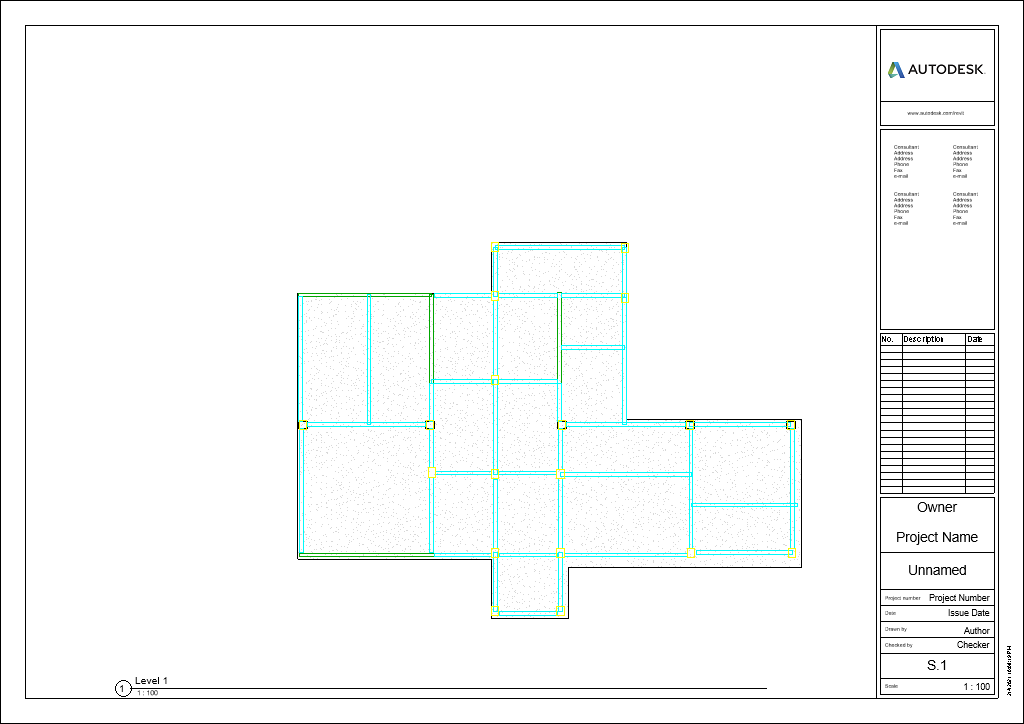 AUTODESK.
www.autodesk.com/revit
Consultant
Address
Address
Phone
Fax
e-mail
Consultant
Address
Address
Phone
Fax
e-mail
Consultant
Address
Address
Phone
Fax
e-mail
Consultant
Address
Address
Phone
Fax
e-mail
No. Description Date
Owner
Project Name
Unnamed
Project number Project Number
Date Issue Date
Drawn by Author
Checked by Checker
S.1
Scale 1 : 100
1 Level 1
1 : 100